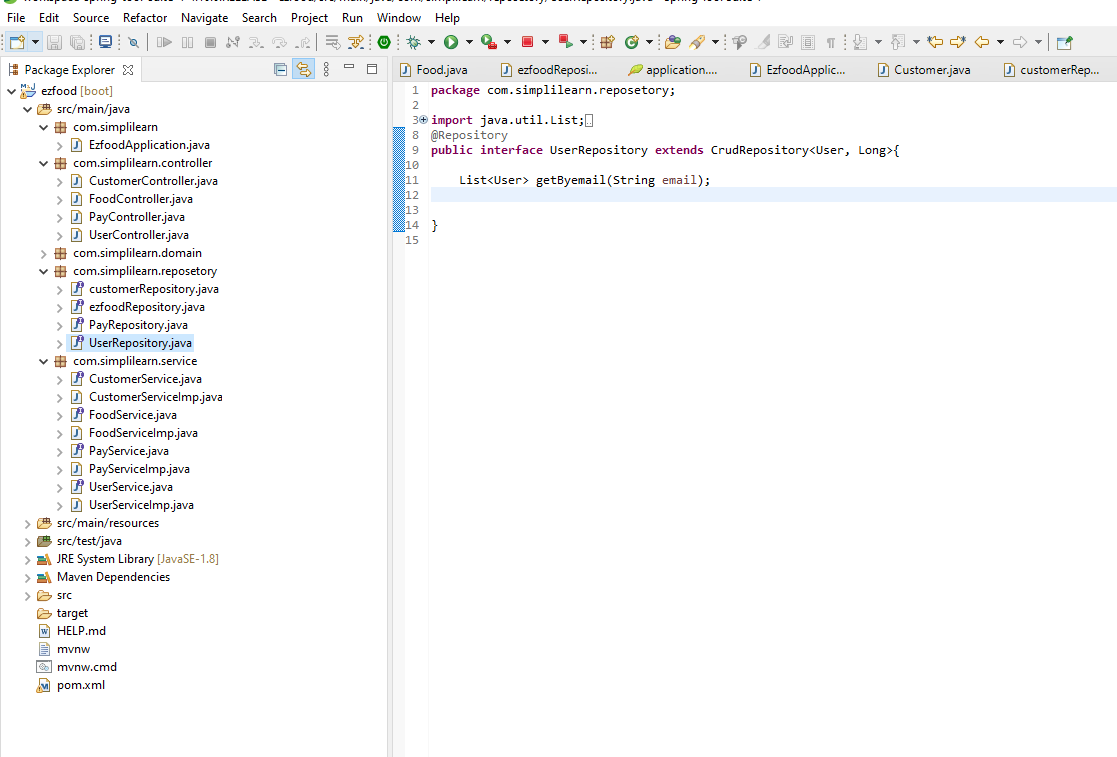 File Edit Source Refactor Navigate Search Project Run Window Help
Package Explorer
ezfood [boot]
src/main/java
com.simplilearn
EzfoodApplication.java
com.simplilearn.controller
CustomerController.java
FoodController.java
PayController.java
UserController.java
com.simplilearn.domain
com.simplilearn.reposetory
customerRepository.java
ezfoodRepository.java
PayRepository.java
UserRepository.java
com.simplilearn.service
CustomerService.java
CustomerServiceImp.java
FoodService.java
FoodServiceImp.java
PayService.java
PayServiceImp.java
UserService.java
UserServiceImp.java
src/main/resources
src/test/java
JRE System Library [JavaSE-1.8]
Maven Dependencies
src
target
HELP.md
mvnw
mvnw.cmd
pom.xml
Food.java ezfoodReposi... application.... EzfoodApplic... Customer.java customerRep...
1 package com.simplilearn.reposetory;
2
3 import java.util.List;
8 @Repository
9 public interface UserRepository extends CrudRepository<User, Long>{
10
11 List<User> getByemail(String email);
12
13
14 }
15